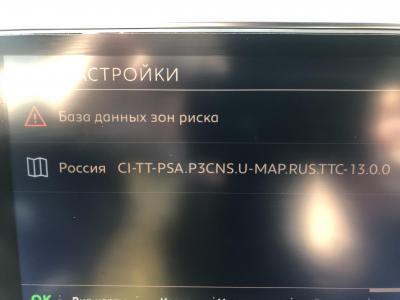 АСТРОЙКИ
База данных зон риска
Россия CI-TT-PSA.P3CNS.U-MAP.RUS.TTC-13.0.0
OK